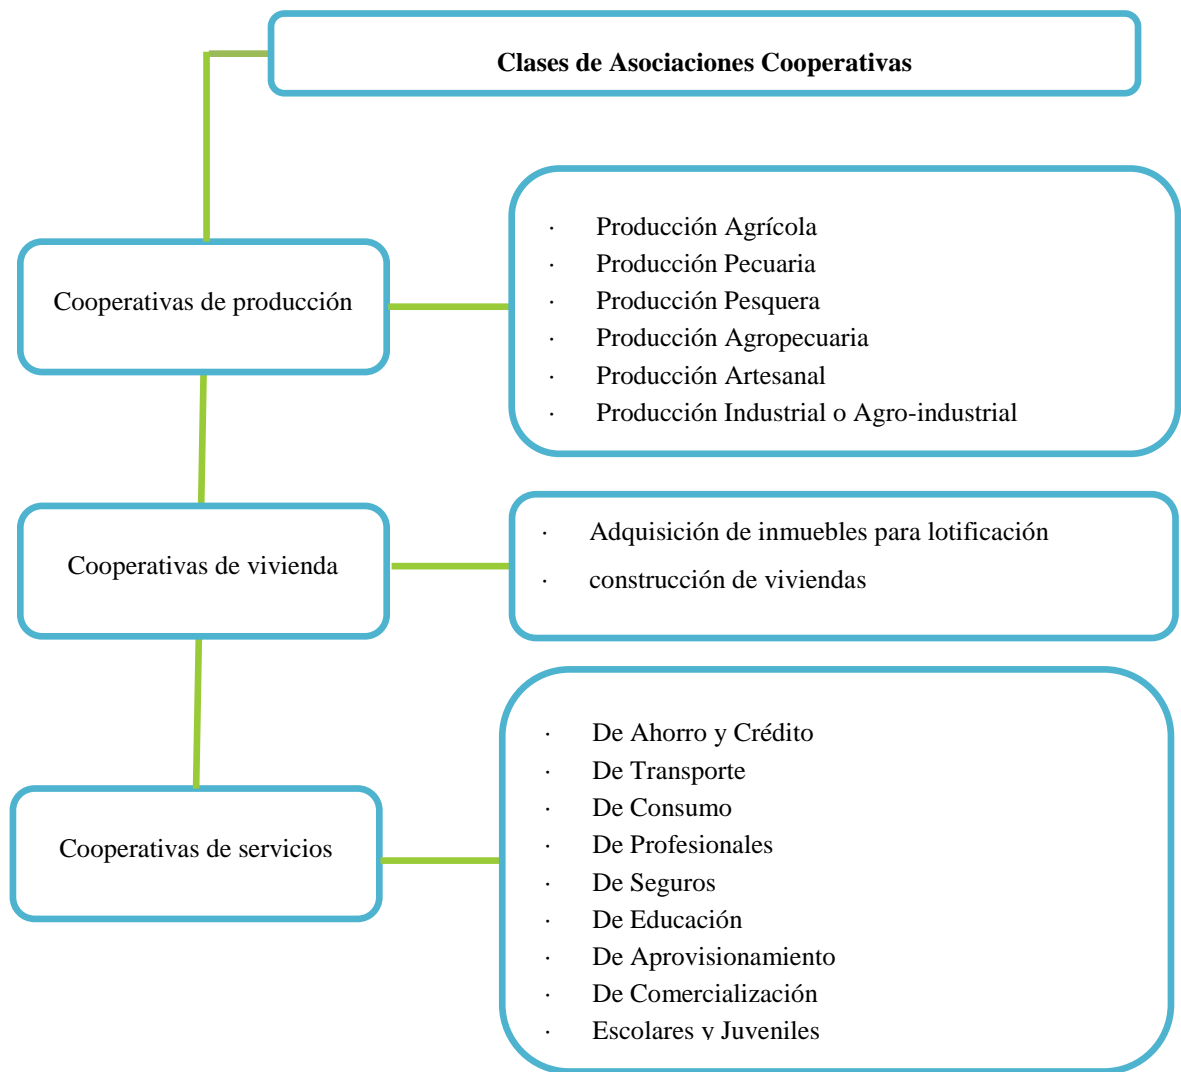 Clases de Asociaciones Cooperativas
Cooperativas de producción
· Producción Agrícola
· Producción Pecuaria
· Producción Pesquera
· Producción Agropecuaria
· Producción Artesanal
· Producción Industrial o Agro-industrial
Cooperativas de vivienda
· Adquisición de inmuebles para lotificación
· construcción de viviendas
Cooperativas de servicios
· De Ahorro y Crédito
· De Transporte
· De Consumo
· De Profesionales
· De Seguros
· De Educación
· De Aprovisionamiento
· De Comercialización
· Escolares y Juveniles